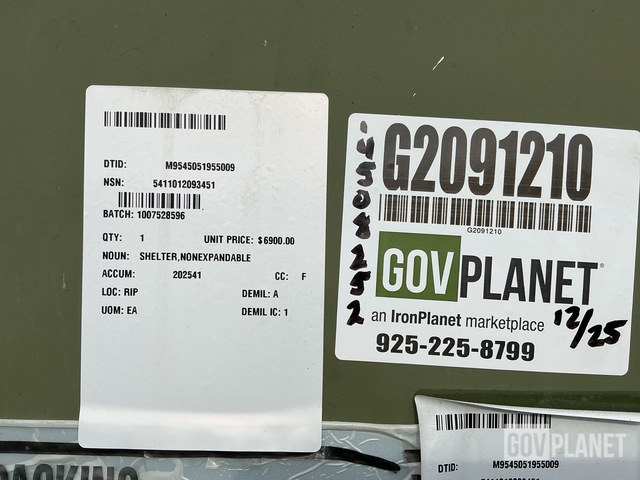 DTID: M9545051955009
NSN: 5411012093451
BATCH: 1007528596
QTY: 1 UNIT PRICE: $6900.00
NOUN: SHELTER,NONEXPANDABLE
ACCUM: 202541 CC: F
LOC: RIP DEMIL: A
UOM: EA DEMIL IC: 1
G2091210
G2091210
GOVPLANET®
an IronPlanet marketplace
12/25
925-225-8799
GOVPLANET
DTID: M9545051955009
PACKING